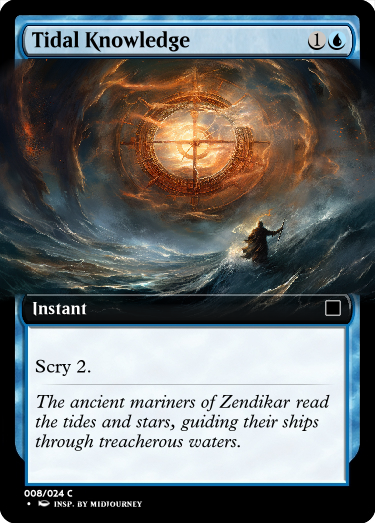 Tidal Knowledge 1
Instant
Scry 2.
The ancient mariners of Zendikar read
the tides and stars, guiding their ships
through treacherous waters.
008/024 C
• INSP. BY MIDJOURNEY